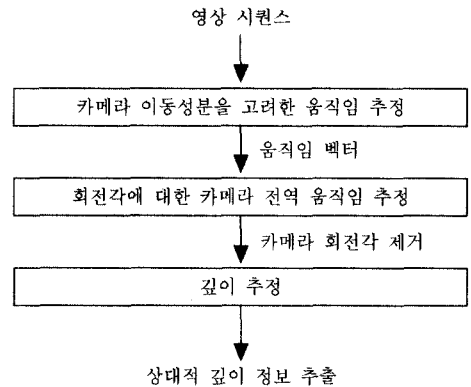 영상 시퀀스
카메라 이동성분을 고려한 움직임 추정
움직임 벡터
회전각에 대한 카메라 전역 움직임 추정
카메라 회전각 제거
깊이 추정
상대적 깊이 정보 추출